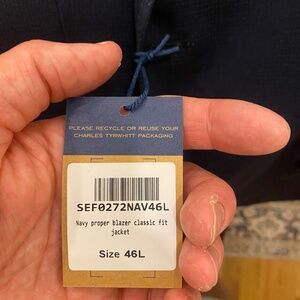 PLEASE RECYCLE OR REUSE YOUR
CHARLES TYRWHITT PACKAGING
SEF0272NAV46L
Navy proper blazer classic fit
jacket
Size 46L